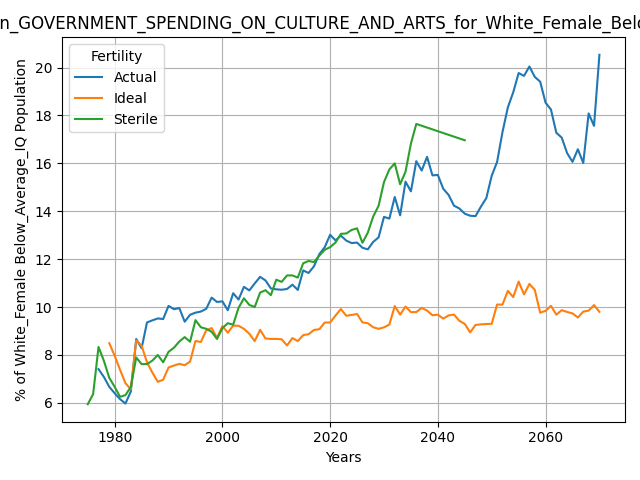 n_GOVERNMENT_SPENDING_ON_CULTURE_AND_ARTS_for_White_Female_Belo
Fertility
Actual
Ideal
Sterile
% of White_Female Below_Average_IQ Population
20
18
16
14
12
10
8
6
1980 2000 2020 2040 2060
Years